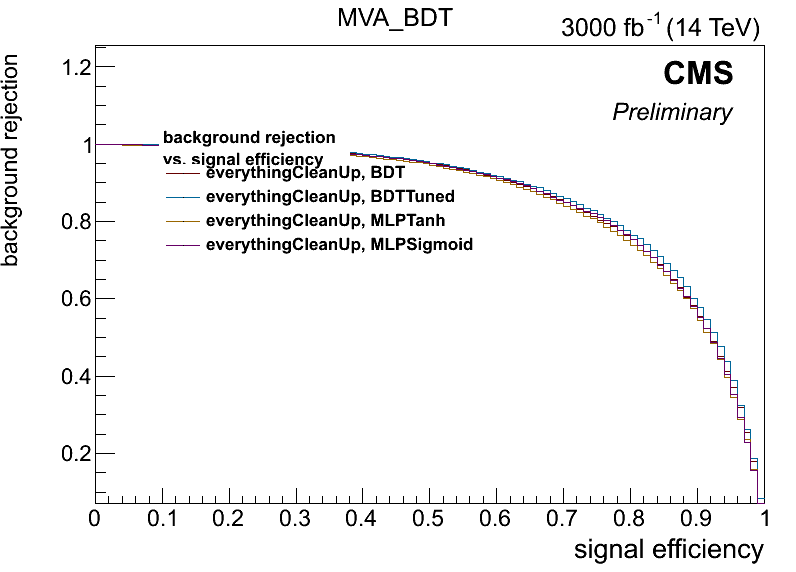 MVA_BDT
3000 fb-1 (14 TeV)
CMS
Preliminary
background rejection
1.2
1
0.8
0.6
0.4
0.2
background rejection
vs. signal efficiency
everythingCleanUp, BDT
everythingCleanUp, BDTTuned
everythingCleanUp, MLPTanh
everythingCleanUp, MLPSigmoid
0 0.1 0.2 0.3 0.4 0.5 0.6 0.7 0.8 0.9 1
signal efficiency